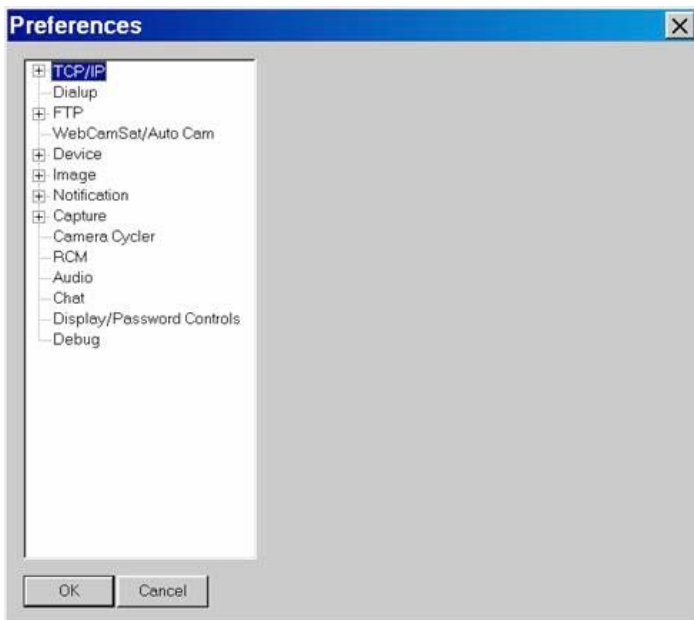 Preferences
TCP/IP
Dialup
FTP
WebCamSat/Auto Cam
Device
Image
Notification
Capture
Camera Cycler
RCM
Audio
Chat
Display/Password Controls
Debug
OK
Cancel